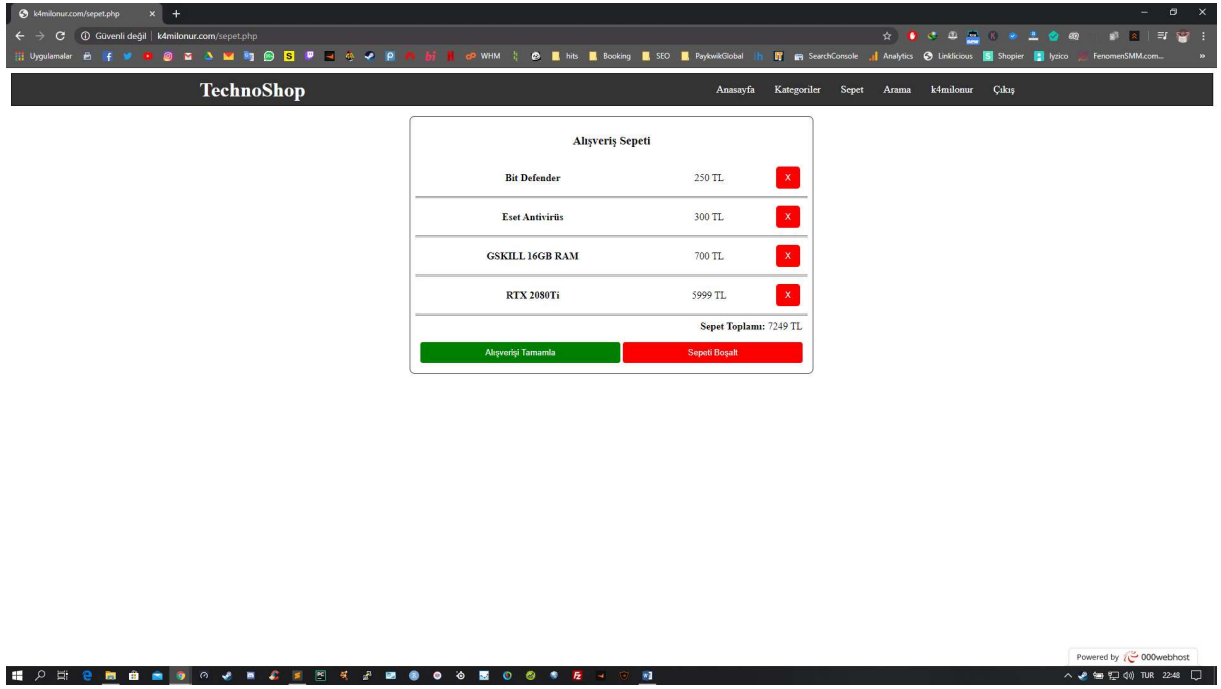 k4milonur.com/sepet.php
Güvenli değil | k4milonur.com/sepet.php
Uygulamalar WHM hits Booking SEO PaykwikGlobal SearchConsole Analytics Linklicious Shopier Iyzico FenomenSMM.com...
TechnoShop Anasayfa Kategoriler Sepet Arama k4milonur Çıkış
Alışveriş Sepeti
Bit Defender 250 TL X
Eset Antivirüs 300 TL X
GSKILL 16GB RAM 700 TL X
RTX 2080Ti 5999 TL X
Sepet Toplamı: 7249 TL
Alışverişi Tamamla Sepeti Boşalt
Powered by 000webhost
TUR 22:48